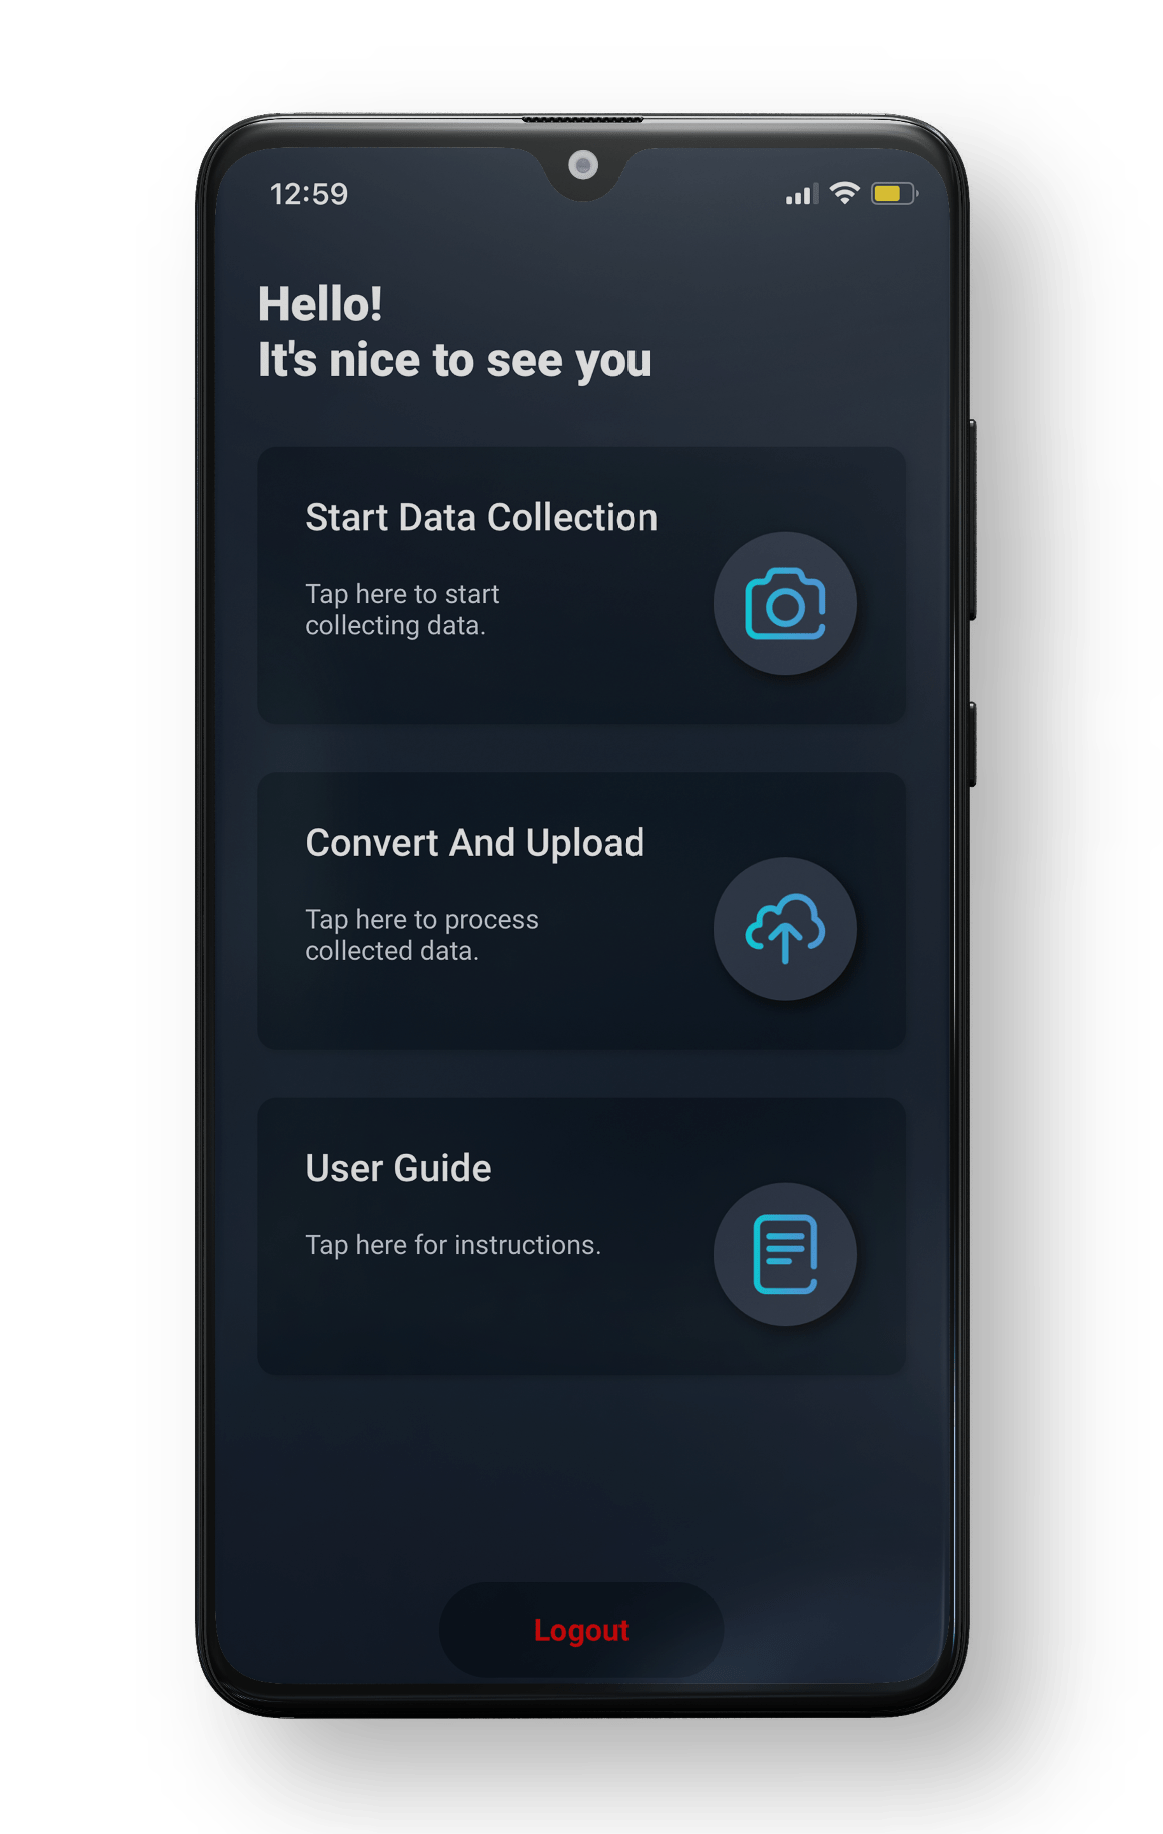 12:59
Hello!
It's nice to see you
Start Data Collection
Tap here to start
collecting data.
Convert And Upload
Tap here to process
collected data.
User Guide
Tap here for instructions.
Logout